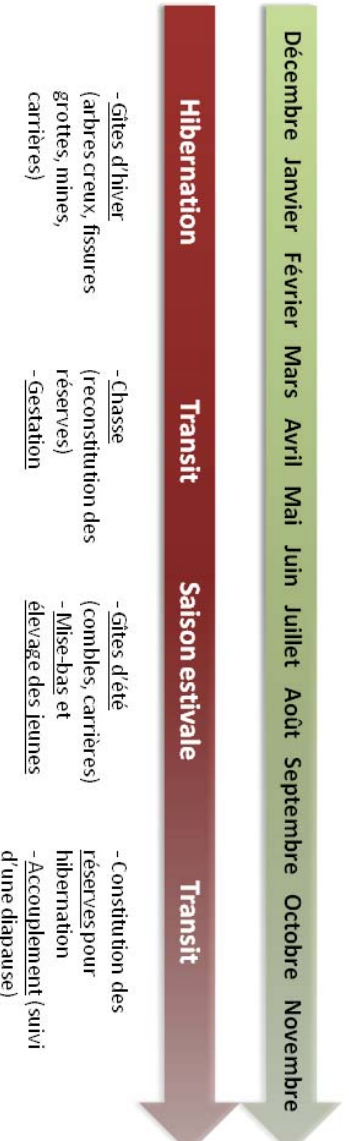 Décembre Janvier Février Mars Avril Mai Juin Juillet Août Septembre Octobre Novembre
Hibernation Transit Saison estivale Transit
- Gîtes d'hiver
(arbres creux, fissures
grottes, mines,
carrières)
- Chasse
(reconstitution des
réserves)
- Gestation
- Gîtes d'été
(combles, carrières)
- Mise-bas et
élevage des jeunes
- Constitution des
réserves pour
hibernation
- Accouplement (suivi
d'une diapause)